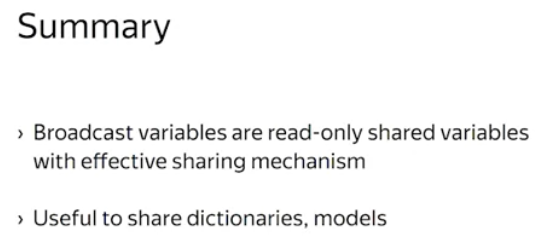 Summary
› Broadcast variables are read-only shared variables
with effective sharing mechanism
› Useful to share dictionaries, models